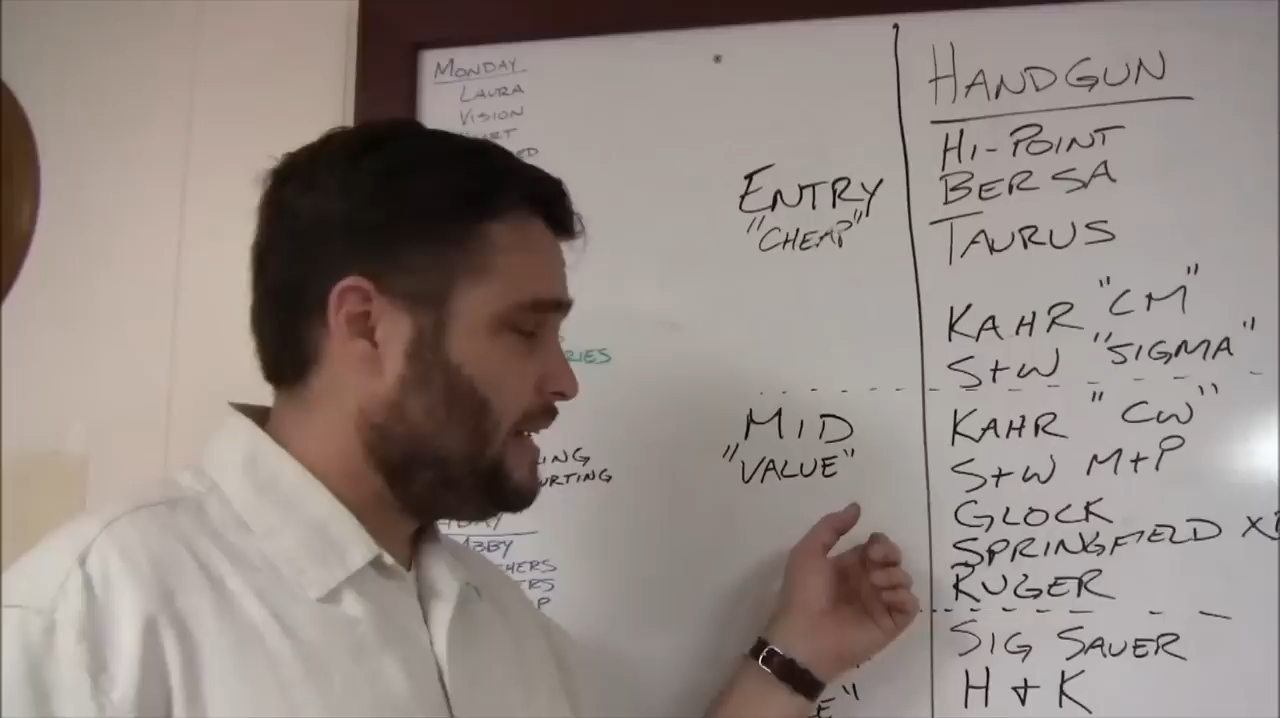 MONDAY
LAURA
VISION
ENTRY
"CHEAP"
MID
"VALUE"
HANDGUN
HI-POINT
BERSA
TAURUS
KAHR "CM"
S+W "SIGMA"
KAHR "CW"
S+W M+P
GLOCK
SPRINGFIELD
RUGER
SIG SAUER
H & K